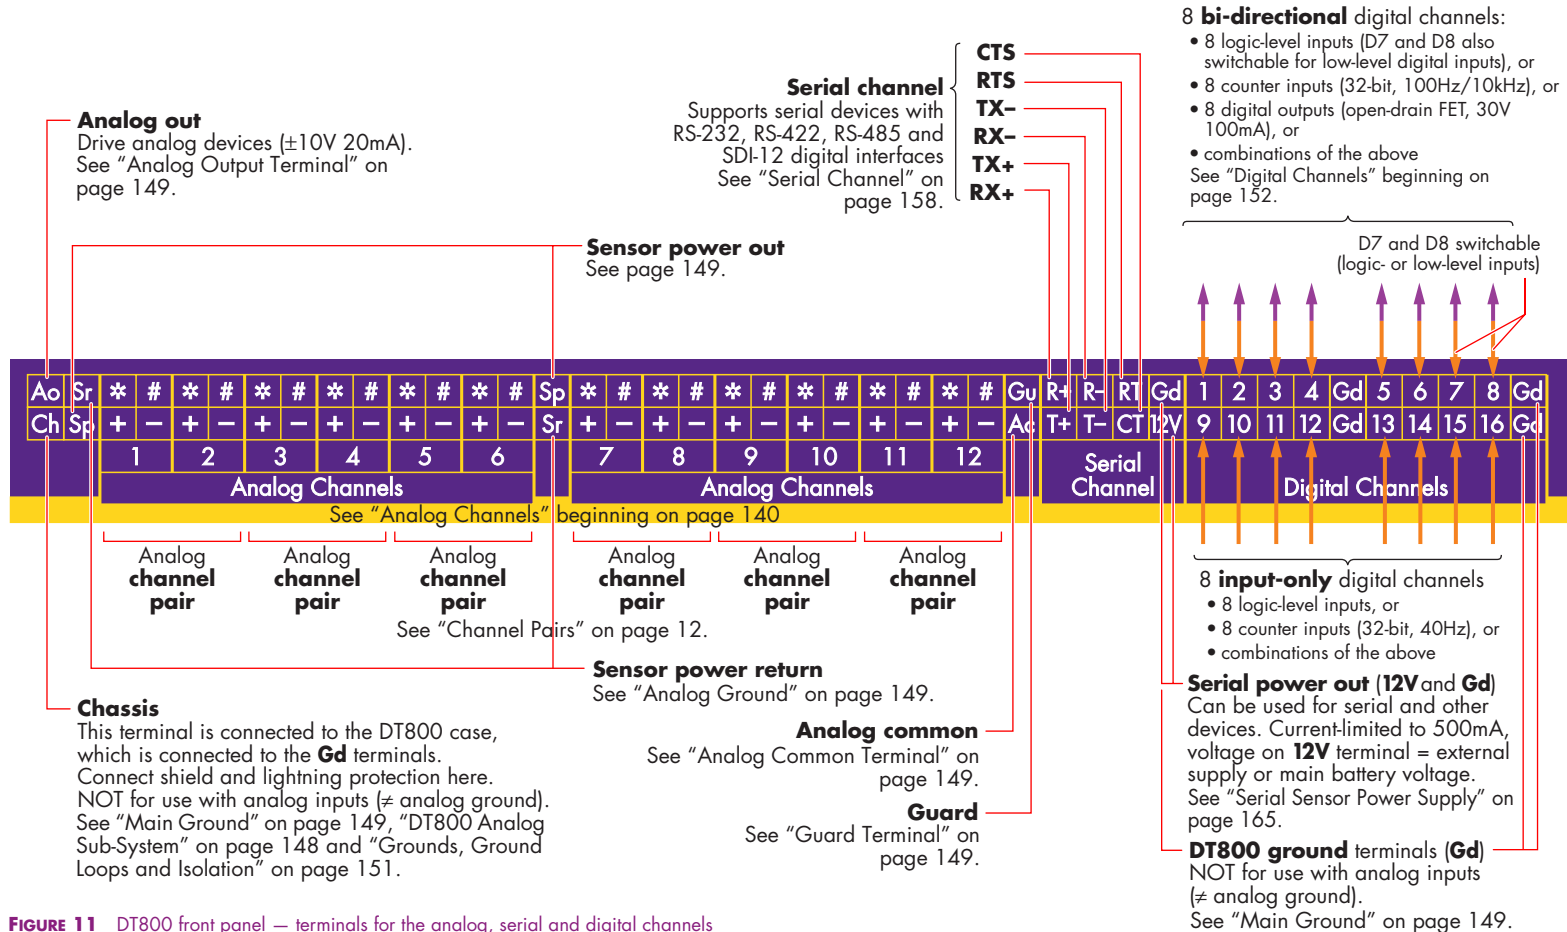 8 bi-directional digital channels:
• 8 logic-level inputs (D7 and D8 also
switchable for low-level digital inputs), or
• 8 counter inputs (32-bit, 100Hz/10kHz), or
• 8 digital outputs (open-drain FET, 30V
100mA), or
• combinations of the above
See “Digital Channels” beginning on
page 152.
D7 and D8 switchable
(logic- or low-level inputs)
CTS
RTS
TX–
RX–
TX+
RX+
Serial channel
Supports serial devices with
RS-232, RS-422, RS-485 and
SDI-12 digital interfaces
See “Serial Channel” on
page 158.
Analog out
Drive analog devices (±10V 20mA).
See “Analog Output Terminal” on
page 149.
Sensor power out
See page 149.
Ao Sr * # * # * # * # * # * # Sp * # * # * # * # * # * # Gu R+ R– RT Gd 1 2 3 4 Gd 5 6 7 8 Gd
Ch Sp + – + – + – + – + – + – Sr + – + – + – + – + – + – Ac T+ T– CT 12V 9 10 11 12 Gd 13 14 15 16 Gd
1 2 3 4 5 6 7 8 9 10 11 12
Analog Channels
Analog Channels
Serial
Channel
Digital Channels
See “Analog Channels” beginning on page 140
Analog
channel
pair
Analog
channel
pair
Analog
channel
pair
Analog
channel
pair
Analog
channel
pair
Analog
channel
pair
See “Channel Pairs” on page 12.
8 input-only digital channels
• 8 logic-level inputs, or
• 8 counter inputs (32-bit, 40Hz), or
• combinations of the above
Sensor power return
See “Analog Ground” on page 149.
Chassis
This terminal is connected to the DT800 case,
which is connected to the Gd terminals.
Connect shield and lightning protection here.
NOT for use with analog inputs (≠ analog ground).
See “Main Ground” on page 149, “DT800 Analog
Sub-System” on page 148 and “Grounds, Ground
Loops and Isolation” on page 151.
Analog common
See “Analog Common Terminal” on
page 149.
Guard
See “Guard Terminal” on
page 149.
Serial power out (12V and Gd)
Can be used for serial and other
devices. Current-limited to 500mA,
voltage on 12V terminal = external
supply or main battery voltage.
See “Serial Sensor Power Supply” on
page 165.
DT800 ground terminals (Gd)
NOT for use with analog inputs
(≠ analog ground).
See “Main Ground” on page 149.
FIGURE 11 DT800 front panel — terminals for the analog, serial and digital channels